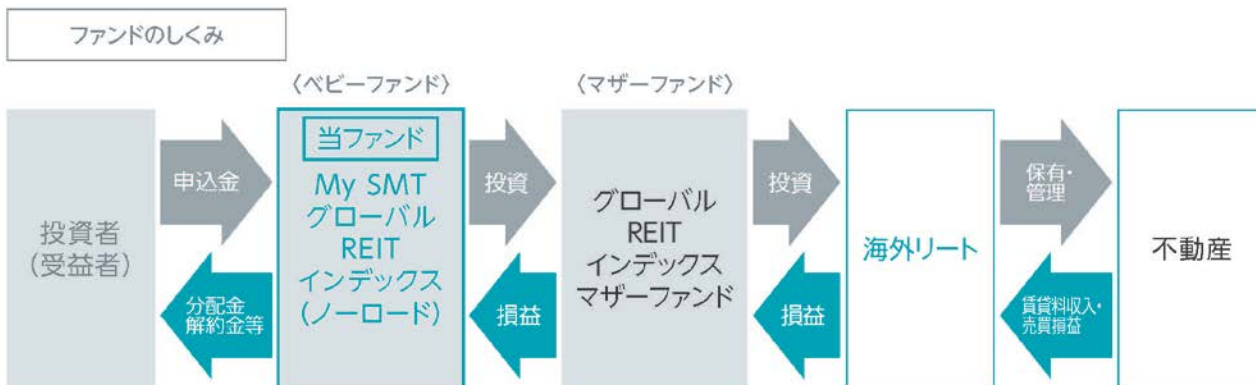 ファンドのしくみ
〈ベビーファンド〉
〈マザーファンド〉
投資者
(受益者)
申込金
分配金
解約金等
当ファンド
My SMT
グローバル
REIT
インデックス
(ノーロード)
投資
損益
グローバル
REIT
インデックス
マザーファンド
投資
損益
海外リート
保有・
管理
賃貸料収入・
売買損益
不動産